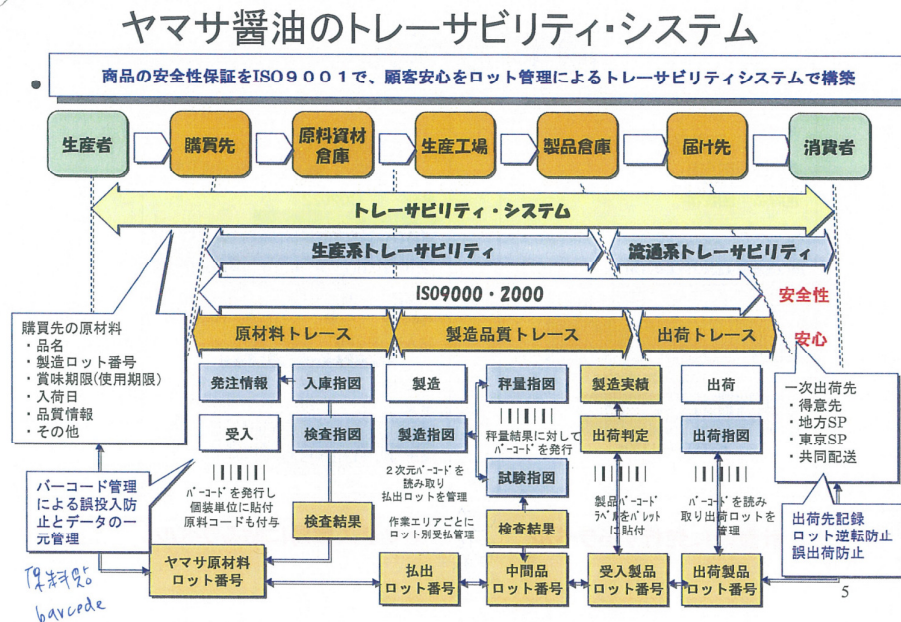 ヤマサ醤油のトレーサビリティ・システム
商品の安全性保証をISO9001で、顧客安心をロット管理によるトレーサビリティシステムで構築
生産者
購買先
原料資材
倉庫
生産工場
製品倉庫
届け先
消費者
トレーサビリティ・システム
生産系トレーサビリティ
流通系トレーサビリティ
ISO9000・2000
安全性
原材料トレース
製造品質トレース
出荷トレース
安心
購買先の原材料
・品名
・製造ロット番号
・賞味期限(使用期限)
・入荷日
・品質情報
・その他
発注情報
入庫指図
製造
秤量指図
製造実績
出荷
一次出荷先
・得意先
・地方SP
・東京SP
・共同配送
受入
検査指図
製造指図
秤量結果に対して
バーコードを発行
出荷判定
出荷指図
バーコード管理
による誤投入防
止とデータの一
元管理
バーコードを発行し
個装単位に貼付
原料コードも付与
検査結果
2次元バーコードを
読み取り
払出ロットを管理
作業エリアごとに
ロット別受払管理
試験指図
検査結果
製品バーコード
ラベルをパレット
に貼付
バーコードを読み
取り出荷ロットを
管理
出荷先記録
ロット逆転防止
誤出荷防止
ヤマサ原材料
ロット番号
払出
ロット番号
中間品
ロット番号
受入製品
ロット番号
出荷製品
ロット番号
5
barcede